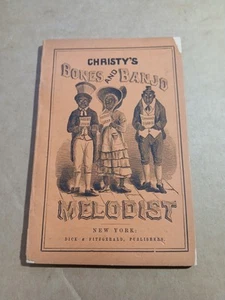 CHRISTY'S
BONES AND BANJO
MELODIST
NEW YORK:
DICK & FITZGERALD, PUBLISHERS.